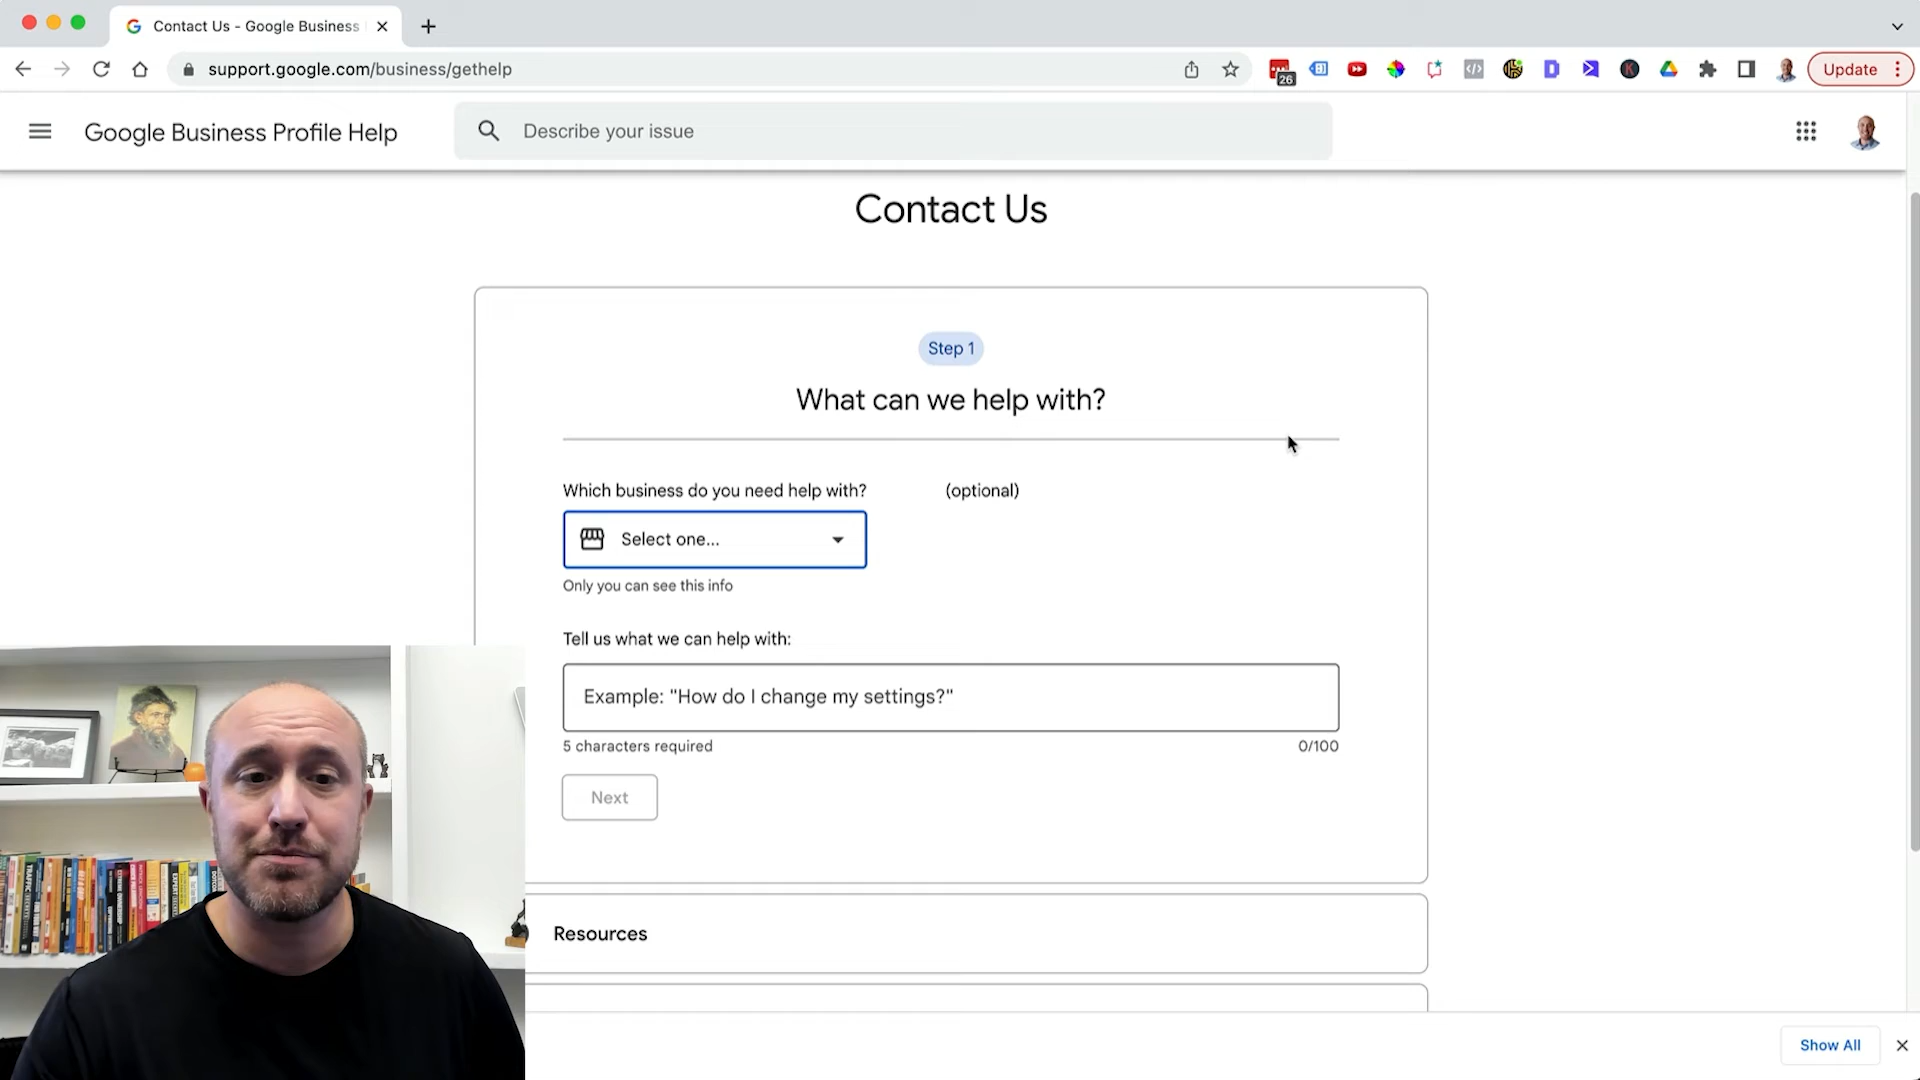 Contact Us - Google Business
support.google.com/business/gethelp
26
Update
Google Business Profile Help
Describe your issue
Contact Us
Step 1
What can we help with?
Which business do you need help with? (optional)
Select one...
Only you can see this info
Tell us what we can help with:
Example: "How do I change my settings?"
5 characters required
0/100
Next
Resources
Show All